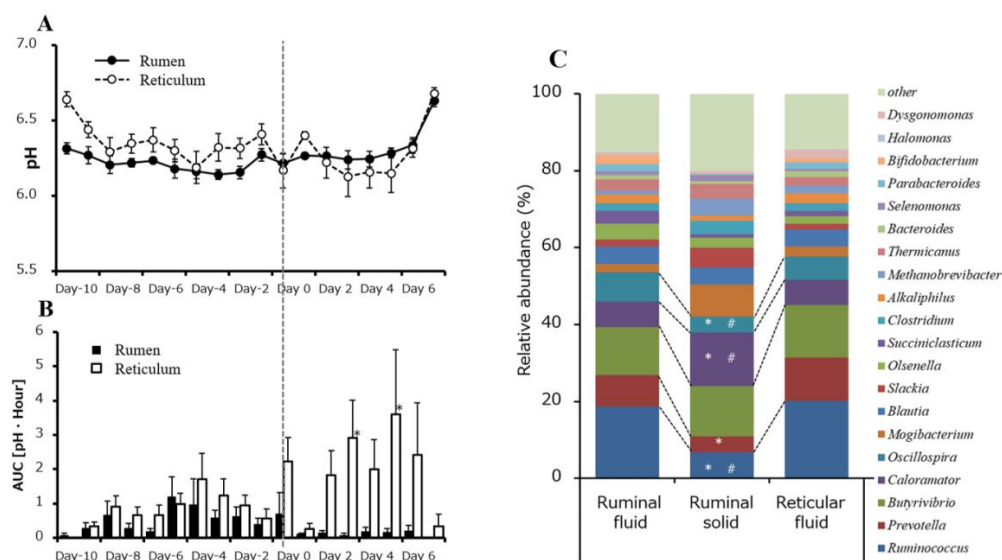 A
7.0
6.5
6.0
5.5
pH
Rumen
Reticulum
Day-10 Day-8 Day-6 Day-4 Day-2 Day 0 Day 2 Day 4 Day 6
B
6
5
4
3
2
1
0
AUC [pH · Hour]
Rumen
Reticulum
*
*
Day-10 Day-8 Day-6 Day-4 Day-2 Day 0 Day 2 Day 4 Day 6
C
100
80
60
40
20
0
Relative abundance (%)
* #
* #
*
* #
Ruminal fluid
Ruminal solid
Reticular fluid
other
Dysgonomonas
Halomonas
Bifidobacterium
Parabacteroides
Selenomonas
Bacteroides
Thermicanus
Methanobrevibacter
Alkaliphilus
Clostridium
Succiniclasticum
Olsenella
Slackia
Blautia
Mogibacterium
Oscillospira
Caloramator
Butyrivibrio
Prevotella
Ruminococcus